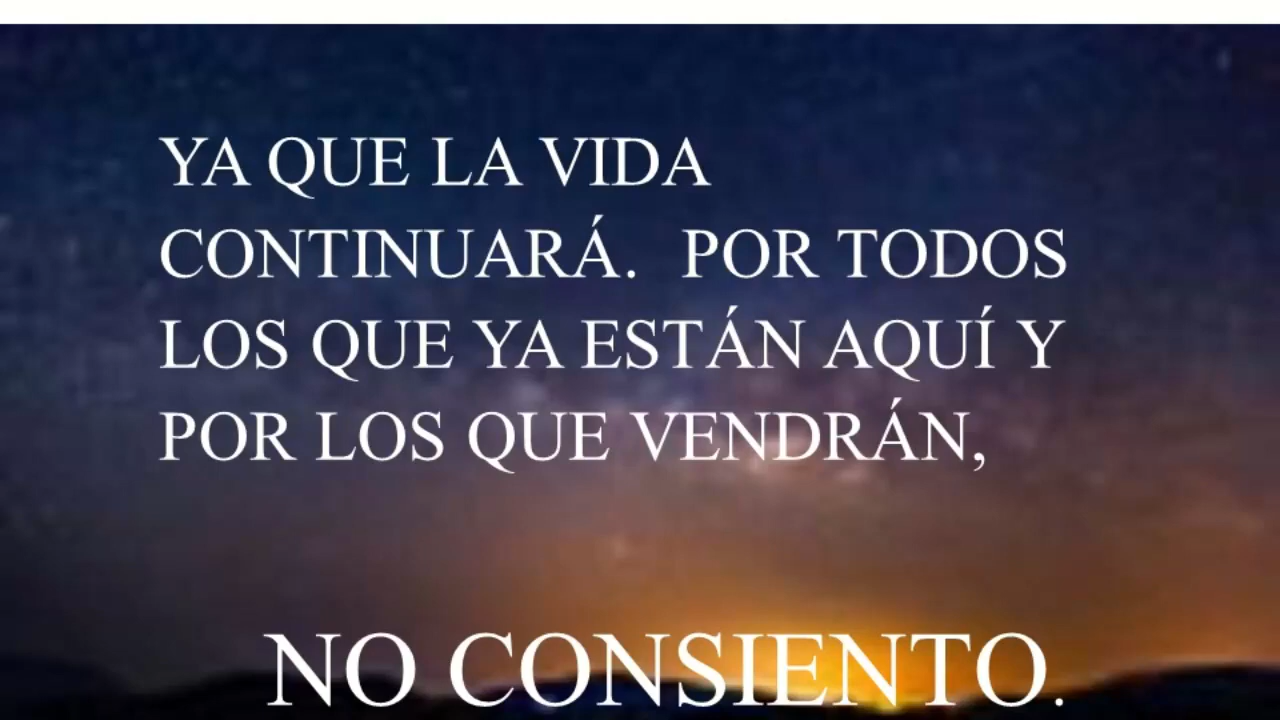 YA QUE LA VIDA
CONTINUARÁ.  POR TODOS
LOS QUE YA ESTÁN AQUÍ Y
POR LOS QUE VENDRÁN,
NO CONSIENTO.